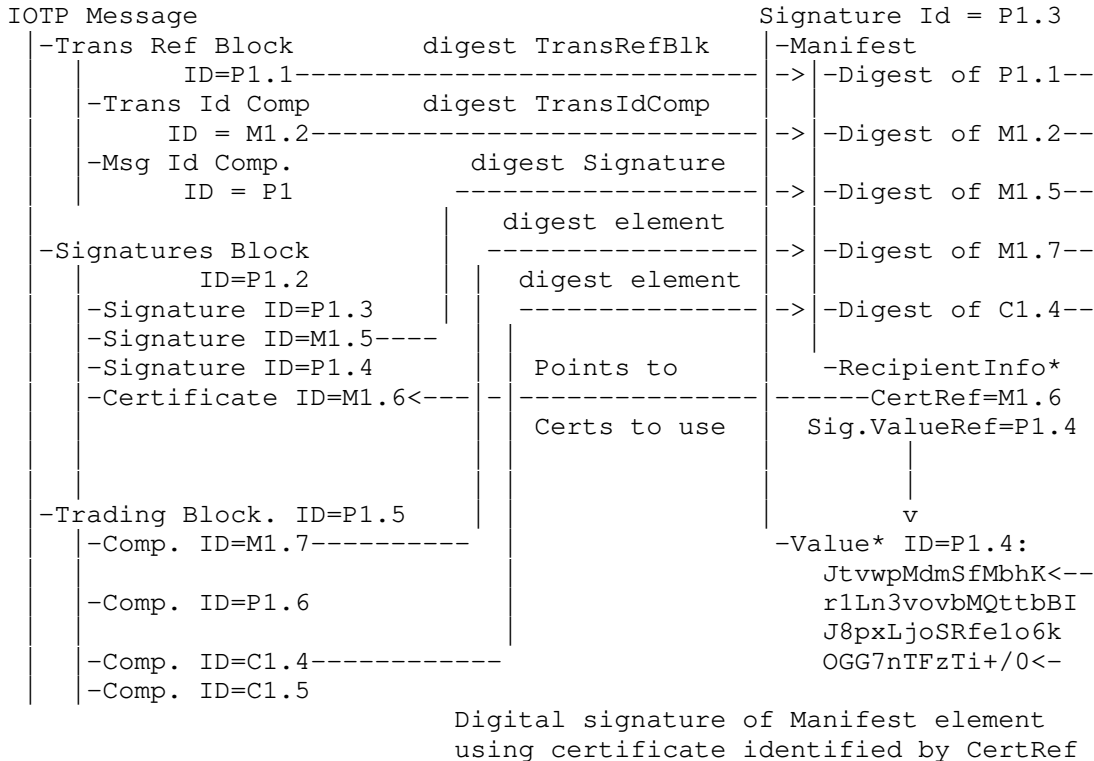 IOTP Message                                   Signature Id = P1.3
 |-Trans Ref Block        digest TransRefBlk   |-Manifest
 |  |      ID=P1.1-----------------------------|->|-Digest of P1.1--
 |  |-Trans Id Comp       digest TransIdComp   |  |
 |  |     ID = M1.2----------------------------|->|-Digest of M1.2--
 |  |-Msg Id Comp.           digest Signature  |  |
 |  |      ID = P1          -------------------|->|-Digest of M1.5--
 |                         |   digest element  |  |
 |-Signatures Block        |  -----------------|->|-Digest of M1.7--
 |  |       ID=P1.2        | |  digest element |  |
 |  |-Signature ID=P1.3    | |  ---------------|->|-Digest of C1.4--
 |  |-Signature ID=M1.5----  | |               |  |
 |  |-Signature ID=P1.4      | | Points to     |   -RecipientInfo*
 |  |-Certificate ID=M1.6<---|-|---------------|------CertRef=M1.6
 |  |                        | | Certs to use  |  Sig.ValueRef=P1.4
 |  |                        | |               |        |
 |  |                        | |               |        |
 |-Trading Block. ID=P1.5    | |               |        v
 |  |-Comp. ID=M1.7----------  |                -Value* ID=P1.4:
 |  |                          |                   JtvwpMdmSfMbhK<--
 |  |-Comp. ID=P1.6            |                   r1Ln3vovbMQttbBI
 |  |                          |                   J8pxLjoSRfe1o6k
 |  |-Comp. ID=C1.4------------                    OGG7nTFzTi+/0<-
 |  |-Comp. ID=C1.5
                            Digital signature of Manifest element
                            using certificate identified by CertRef